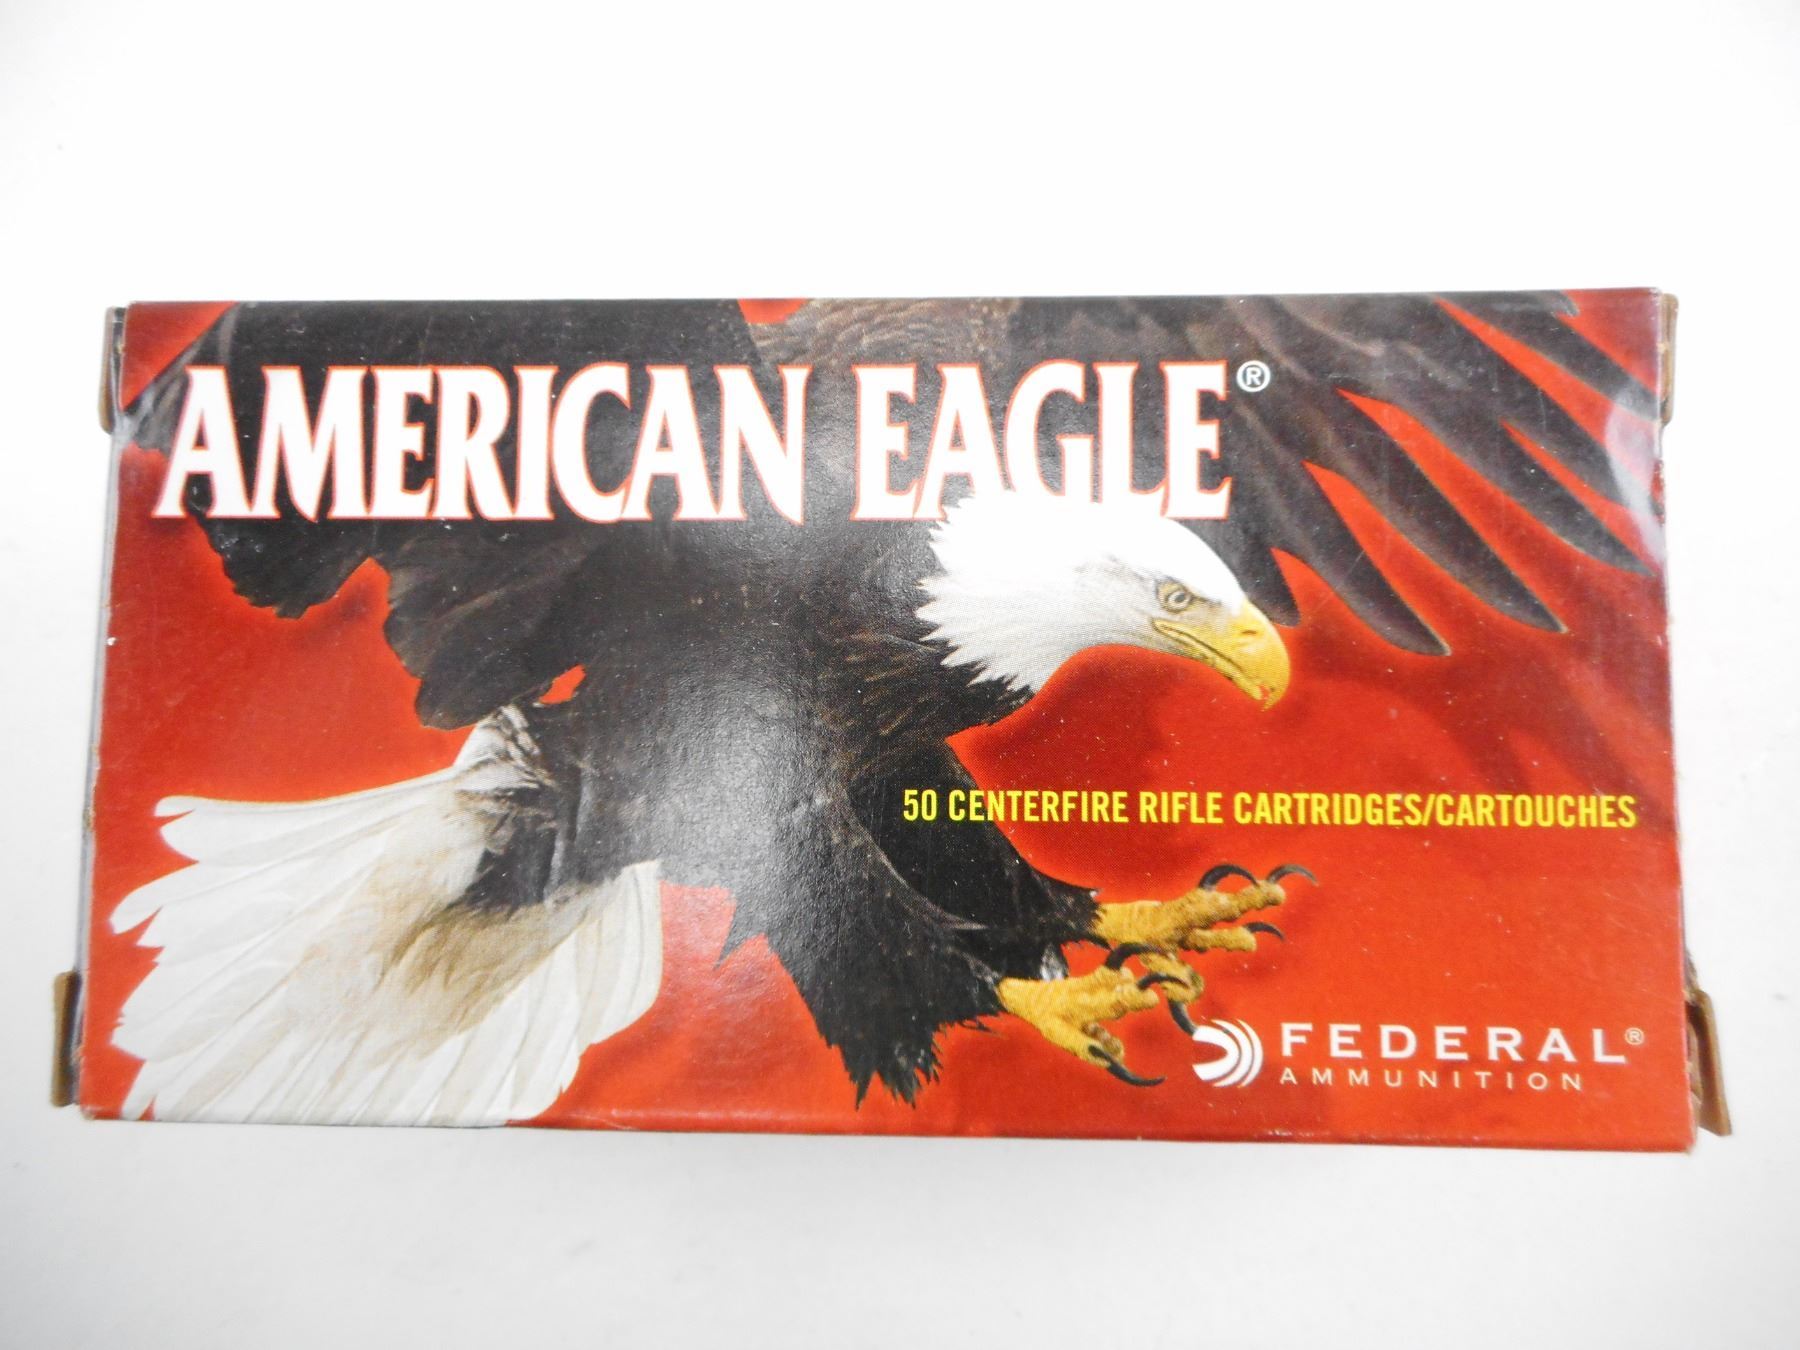 AMERICAN EAGLE®
50 CENTERFIRE RIFLE CARTRIDGES/CARTOUCHES
FEDERAL®
AMMUNITION